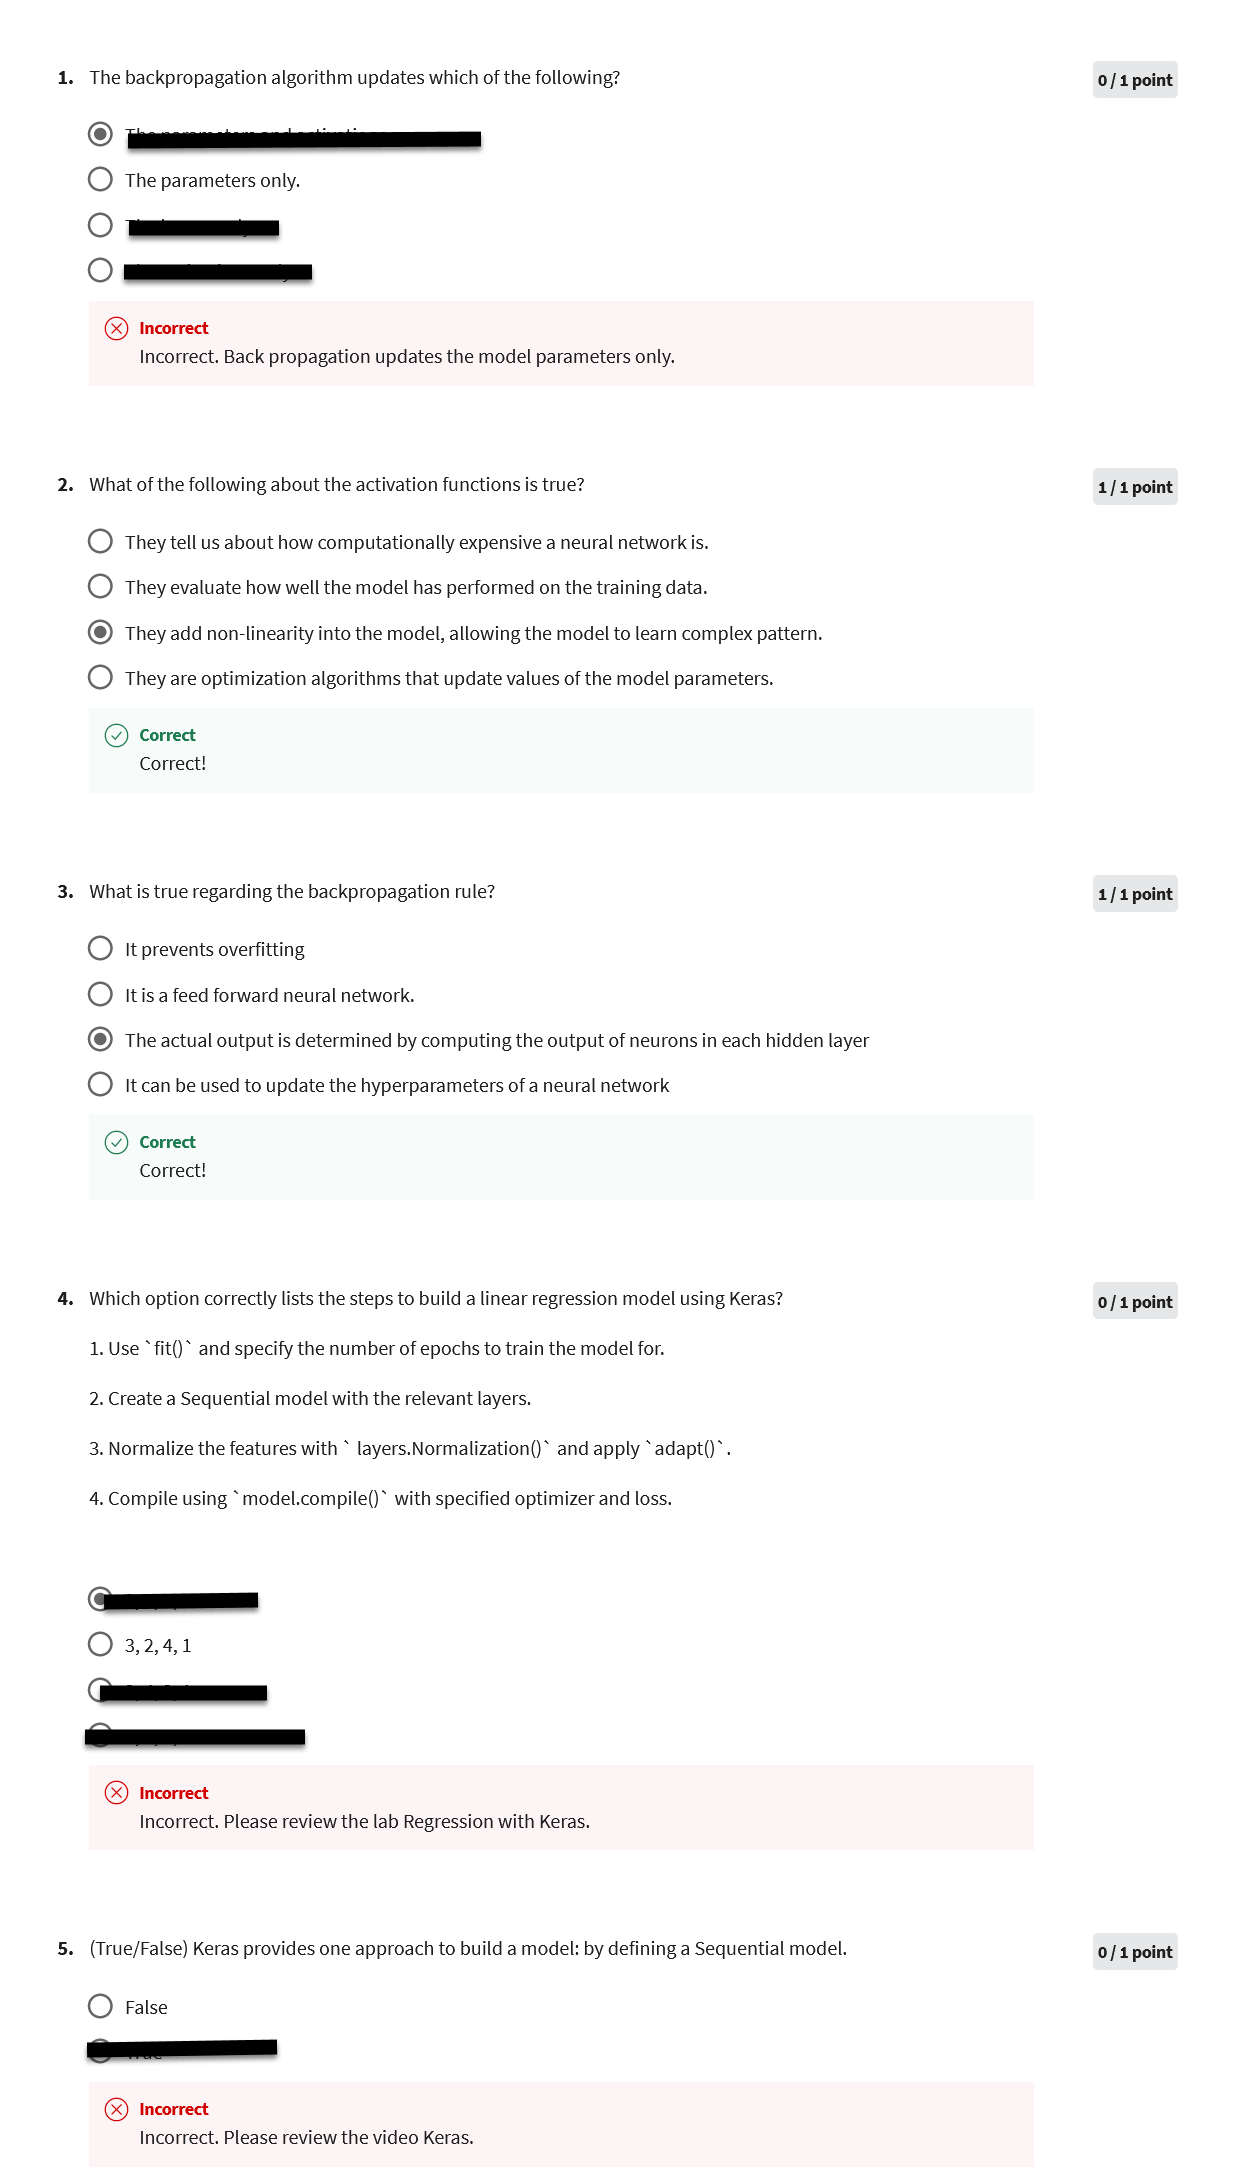 1. The backpropagation algorithm updates which of the following?
0 / 1 point
The parameters only.
Incorrect
Incorrect. Back propagation updates the model parameters only.
2. What of the following about the activation functions is true?
1 / 1 point
They tell us about how computationally expensive a neural network is.
They evaluate how well the model has performed on the training data.
They add non-linearity into the model, allowing the model to learn complex pattern.
They are optimization algorithms that update values of the model parameters.
Correct
Correct!
3. What is true regarding the backpropagation rule?
1 / 1 point
It prevents overfitting
It is a feed forward neural network.
The actual output is determined by computing the output of neurons in each hidden layer
It can be used to update the hyperparameters of a neural network
Correct
Correct!
4. Which option correctly lists the steps to build a linear regression model using Keras?
0 / 1 point
1. Use `fit()` and specify the number of epochs to train the model for.
2. Create a Sequential model with the relevant layers.
3. Normalize the features with ` layers.Normalization()` and apply `adapt()`.
4. Compile using `model.compile()` with specified optimizer and loss.
3, 2, 4, 1
Incorrect
Incorrect. Please review the lab Regression with Keras.
5. (True/False) Keras provides one approach to build a model: by defining a Sequential model.
0 / 1 point
False
Incorrect
Incorrect. Please review the video Keras.